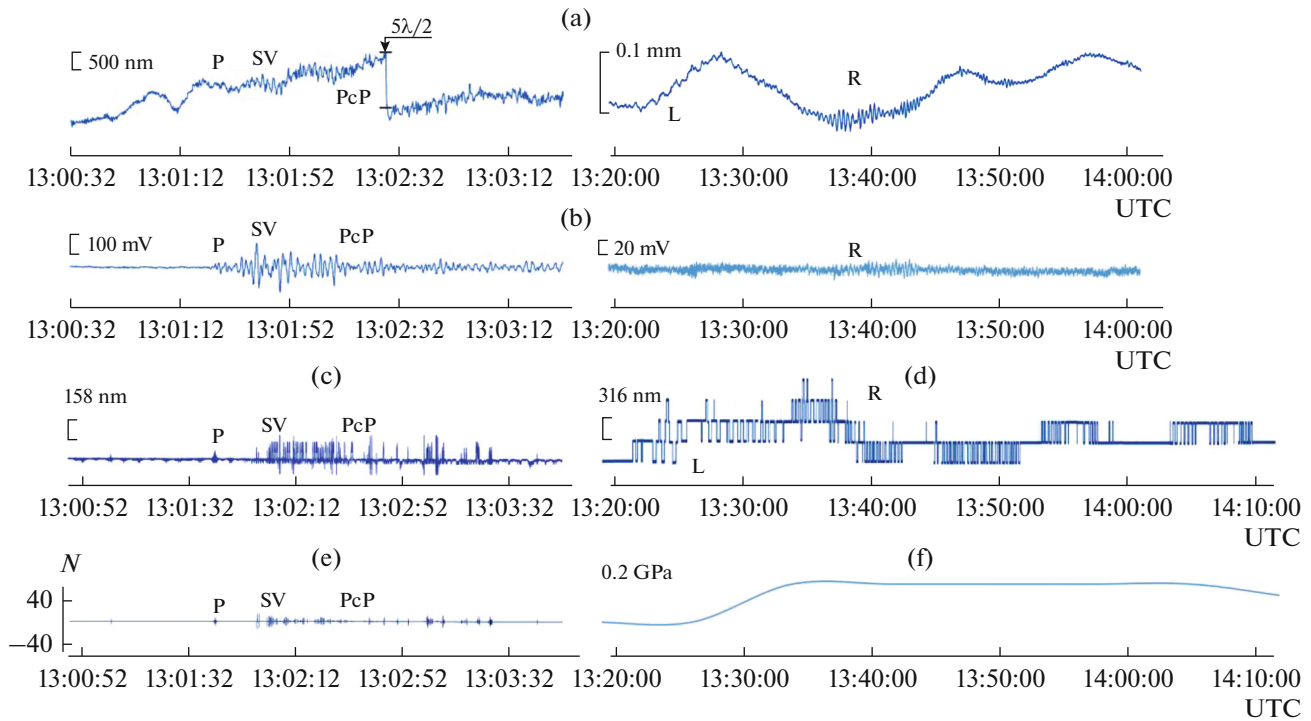 (a)
5λ/2
500 nm
P
SV
PcP
0.1 mm
L
R
13:00:32 13:01:12 13:01:52 13:02:32 13:03:12
13:20:00 13:30:00 13:40:00 13:50:00 14:00:00
UTC
(b)
100 mV
P
SV
PcP
20 mV
R
13:00:32 13:01:12 13:01:52 13:02:32 13:03:12
13:20:00 13:30:00 13:40:00 13:50:00 14:00:00
UTC
(c)
158 nm
P
SV
PcP
(d)
316 nm
L
R
13:00:52 13:01:32 13:02:12 13:02:52 13:03:32
13:20:00 13:30:00 13:40:00 13:50:00 14:00:00 14:10:00
UTC
(e)
N
40
—40
P
SV
PcP
(f)
0.2 GPa
13:00:52 13:01:32 13:02:12 13:02:52 13:03:32
13:20:00 13:30:00 13:40:00 13:50:00 14:00:00 14:10:00
UTC